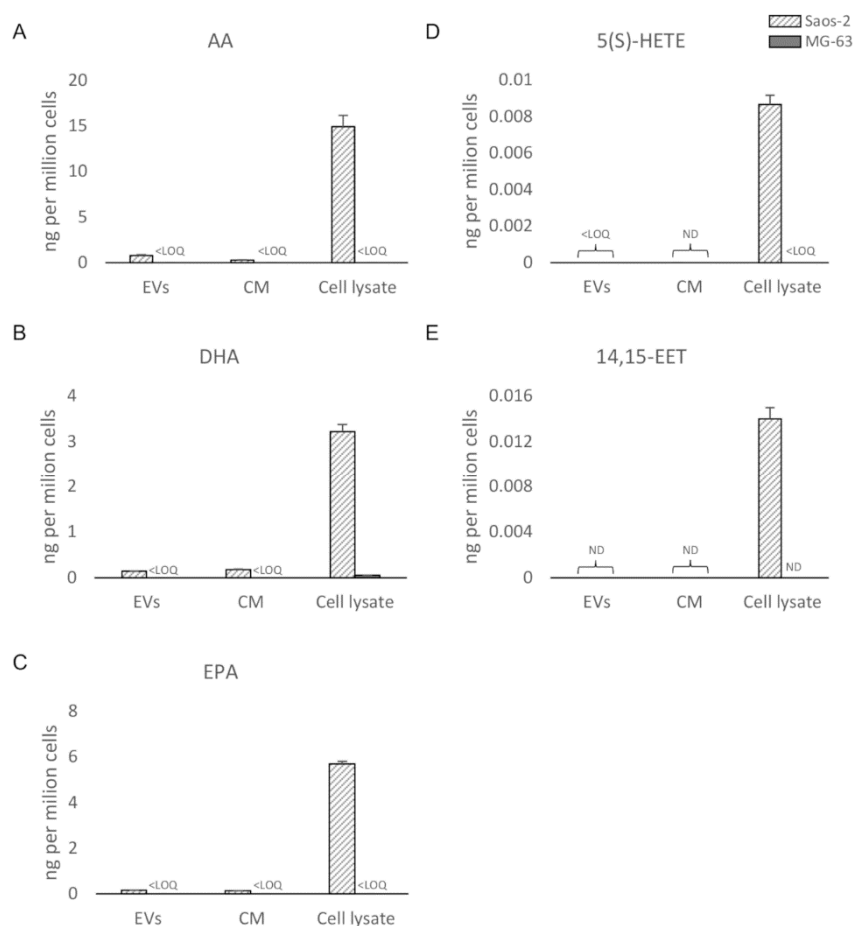 A
AA
ng per million cells
20
15
10
5
0
<LOQ
<LOQ
<LOQ
EVs
CM
Cell lysate
B
DHA
ng per milion cells
4
3
2
1
0
<LOQ
<LOQ
EVs
CM
Cell lysate
C
EPA
ng per milion cells
8
6
4
2
0
<LOQ
<LOQ
<LOQ
EVs
CM
Cell lysate
Saos-2
MG-63
D
5(S)-HETE
ng per million cells
0.01
0.008
0.006
0.004
0.002
0
<LOQ
ND
<LOQ
EVs
CM
Cell lysate
E
14,15-EET
ng per milion cells
0.016
0.012
0.008
0.004
0
ND
ND
ND
EVs
CM
Cell lysate